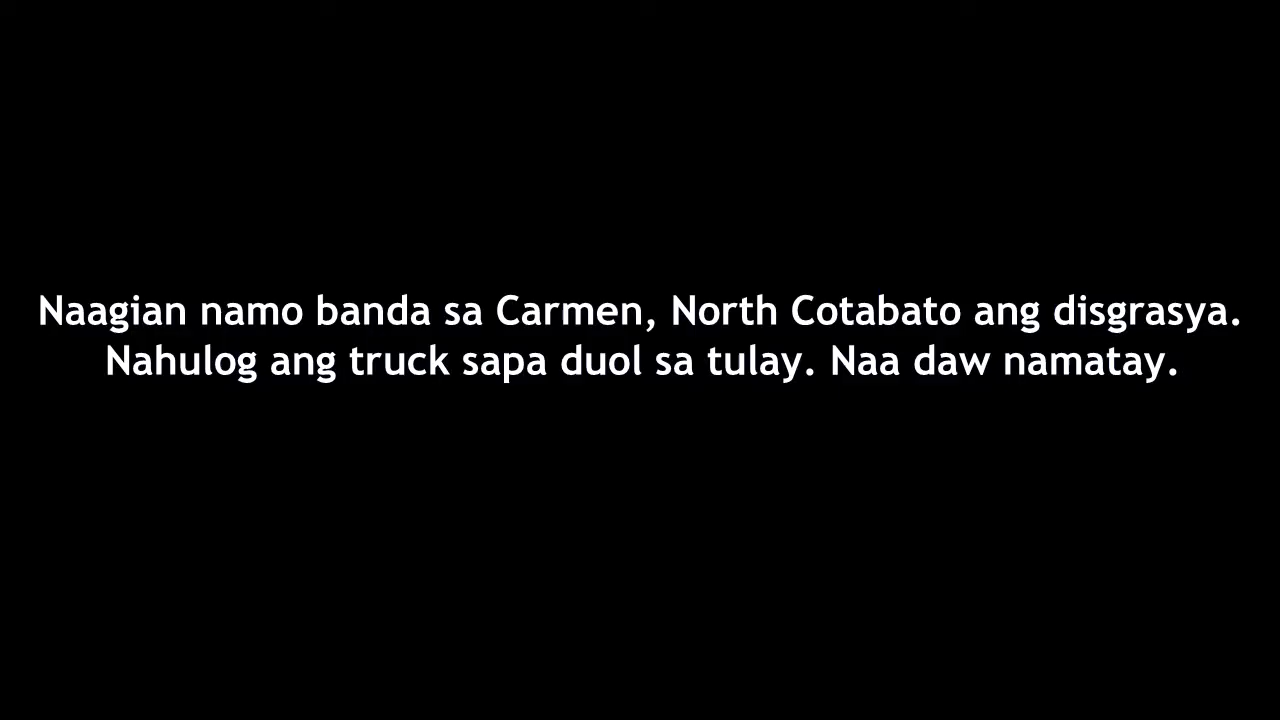 Naagian namo banda sa Carmen, North Cotabato ang disgrasya.
Nahulog ang truck sapa duol sa tulay. Naa daw namatay.